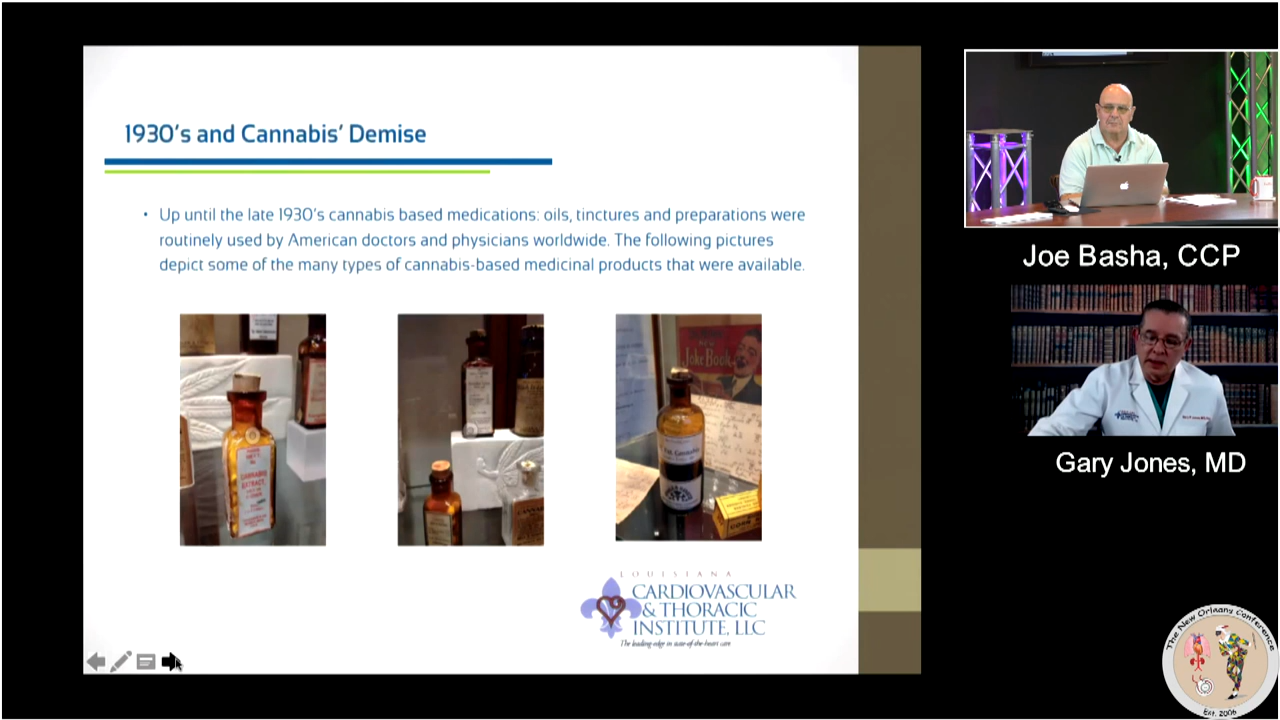 1930's and Cannabis' Demise
• Up until the late 1930's cannabis based medications: oils, tinctures and preparations were
routinely used by American doctors and physicians worldwide. The following pictures
depict some of the many types of cannabis-based medicinal products that were available.
CANNABIS
EXTRACT
Joke Book
LOUISIANA
CARDIOVASCULAR
& THORACIC
INSTITUTE, LLC
The leading edge in state-of-the-heart care
Joe Basha, CCP
Gary Jones, MD
The New Orleans Conference
Est. 2006